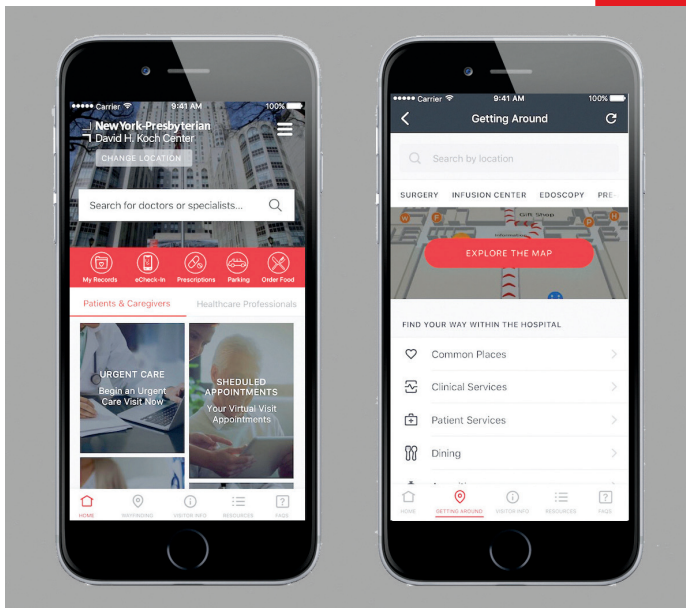 Carrier 9:41 AM 100%
NewYork-Presbyterian
David H. Koch Center
CHANGE LOCATION
Search for doctors or specialists...
My Records eCheck-In Prescriptions Parking Order Food
Patients & Caregivers Healthcare Professionals
URGENT CARE
Begin an Urgent
Care Visit Now
SHEDULED
APPOINTMENTS
Your Virtual Visit
Appointments
HOME WAYFINDING VISITOR INFO RESOURCES FAQS
Carrier 9:41 AM 100%
Getting Around
Search by location
SURGERY INFUSION CENTER EDOSCOPY PRE-
Gift Shop
Information
EXPLORE THE MAP
FIND YOUR WAY WITHIN THE HOSPITAL
Common Places
Clinical Services
Patient Services
Dining
HOME GETTING AROUND VISITOR INFO RESOURCES FAQS